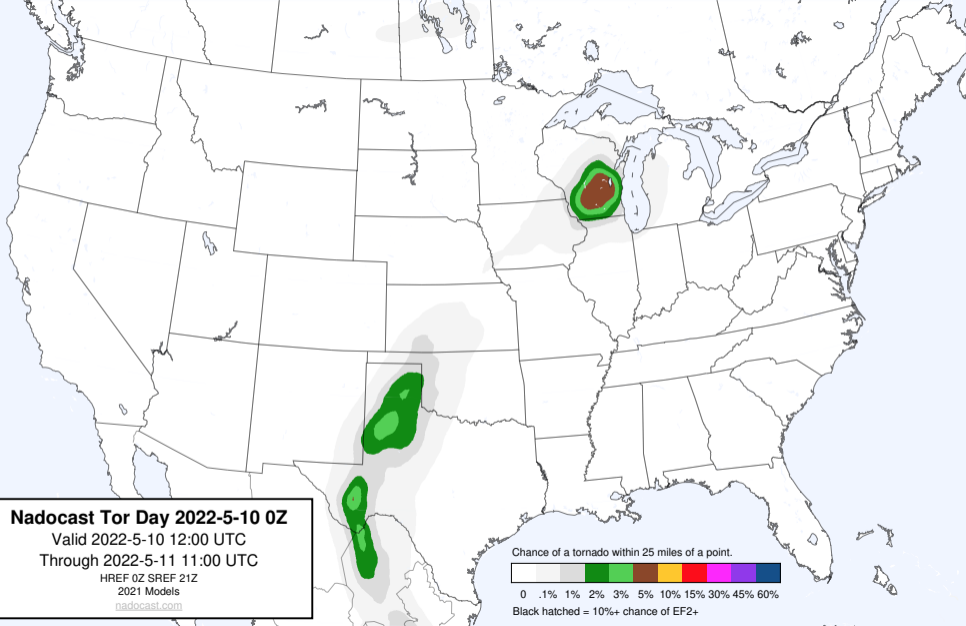 Nadocast Tor Day 2022-5-10 0Z
Valid 2022-5-10 12:00 UTC
Through 2022-5-11 11:00 UTC
HREF 0Z SREF 21Z
2021 Models
nadocast.com
Chance of a tornado within 25 miles of a point.
0 .1% 1% 2% 3% 5% 10% 15% 30% 45% 60%
Black hatched = 10%+ chance of EF2+